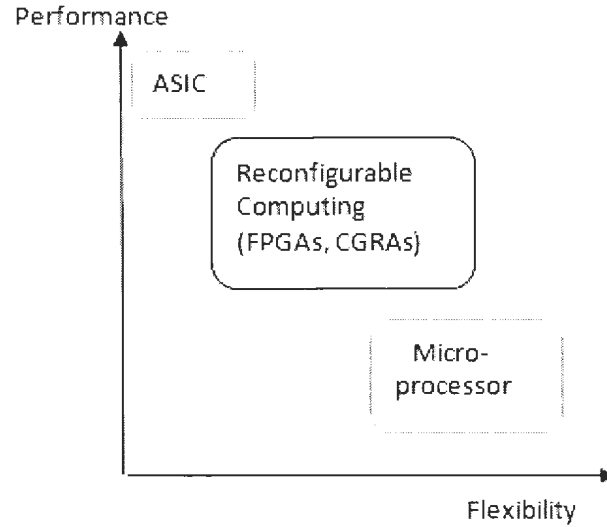 Performance
ASIC
Reconfigurable
Computing
(FPGAs, CGRAs)
Micro-
processor
Flexibility